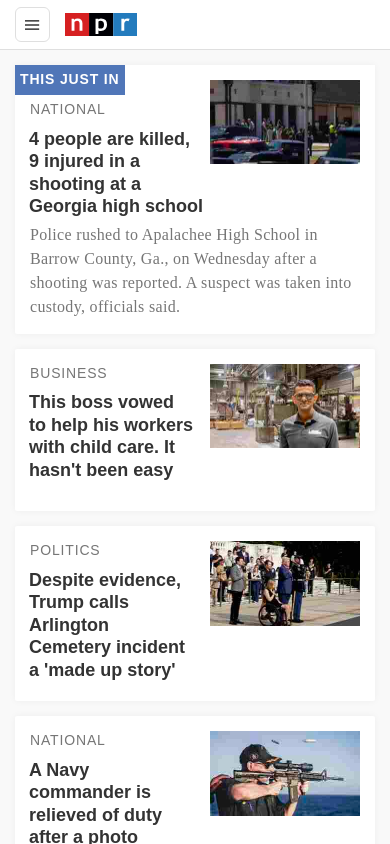 npr
THIS JUST IN
NATIONAL
4 people are killed,
9 injured in a
shooting at a
Georgia high school
Police rushed to Apalachee High School in
Barrow County, Ga., on Wednesday after a
shooting was reported. A suspect was taken into
custody, officials said.
BUSINESS
This boss vowed
to help his workers
with child care. It
hasn't been easy
POLITICS
Despite evidence,
Trump calls
Arlington
Cemetery incident
a 'made up story'
NATIONAL
A Navy
commander is
relieved of duty
after a photo